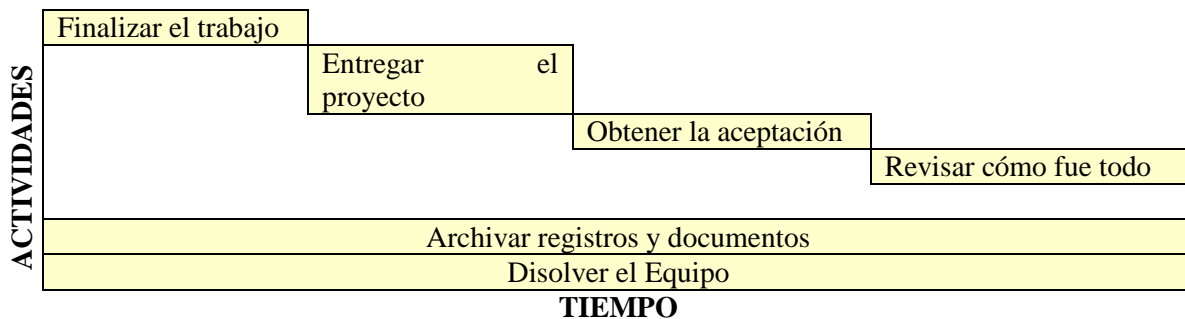 Finalizar el trabajo
Entregar el
proyecto
Obtener la aceptación
Revisar cómo fue todo
ACTIVIDADES
Archivar registros y documentos
Disolver el Equipo
TIEMPO